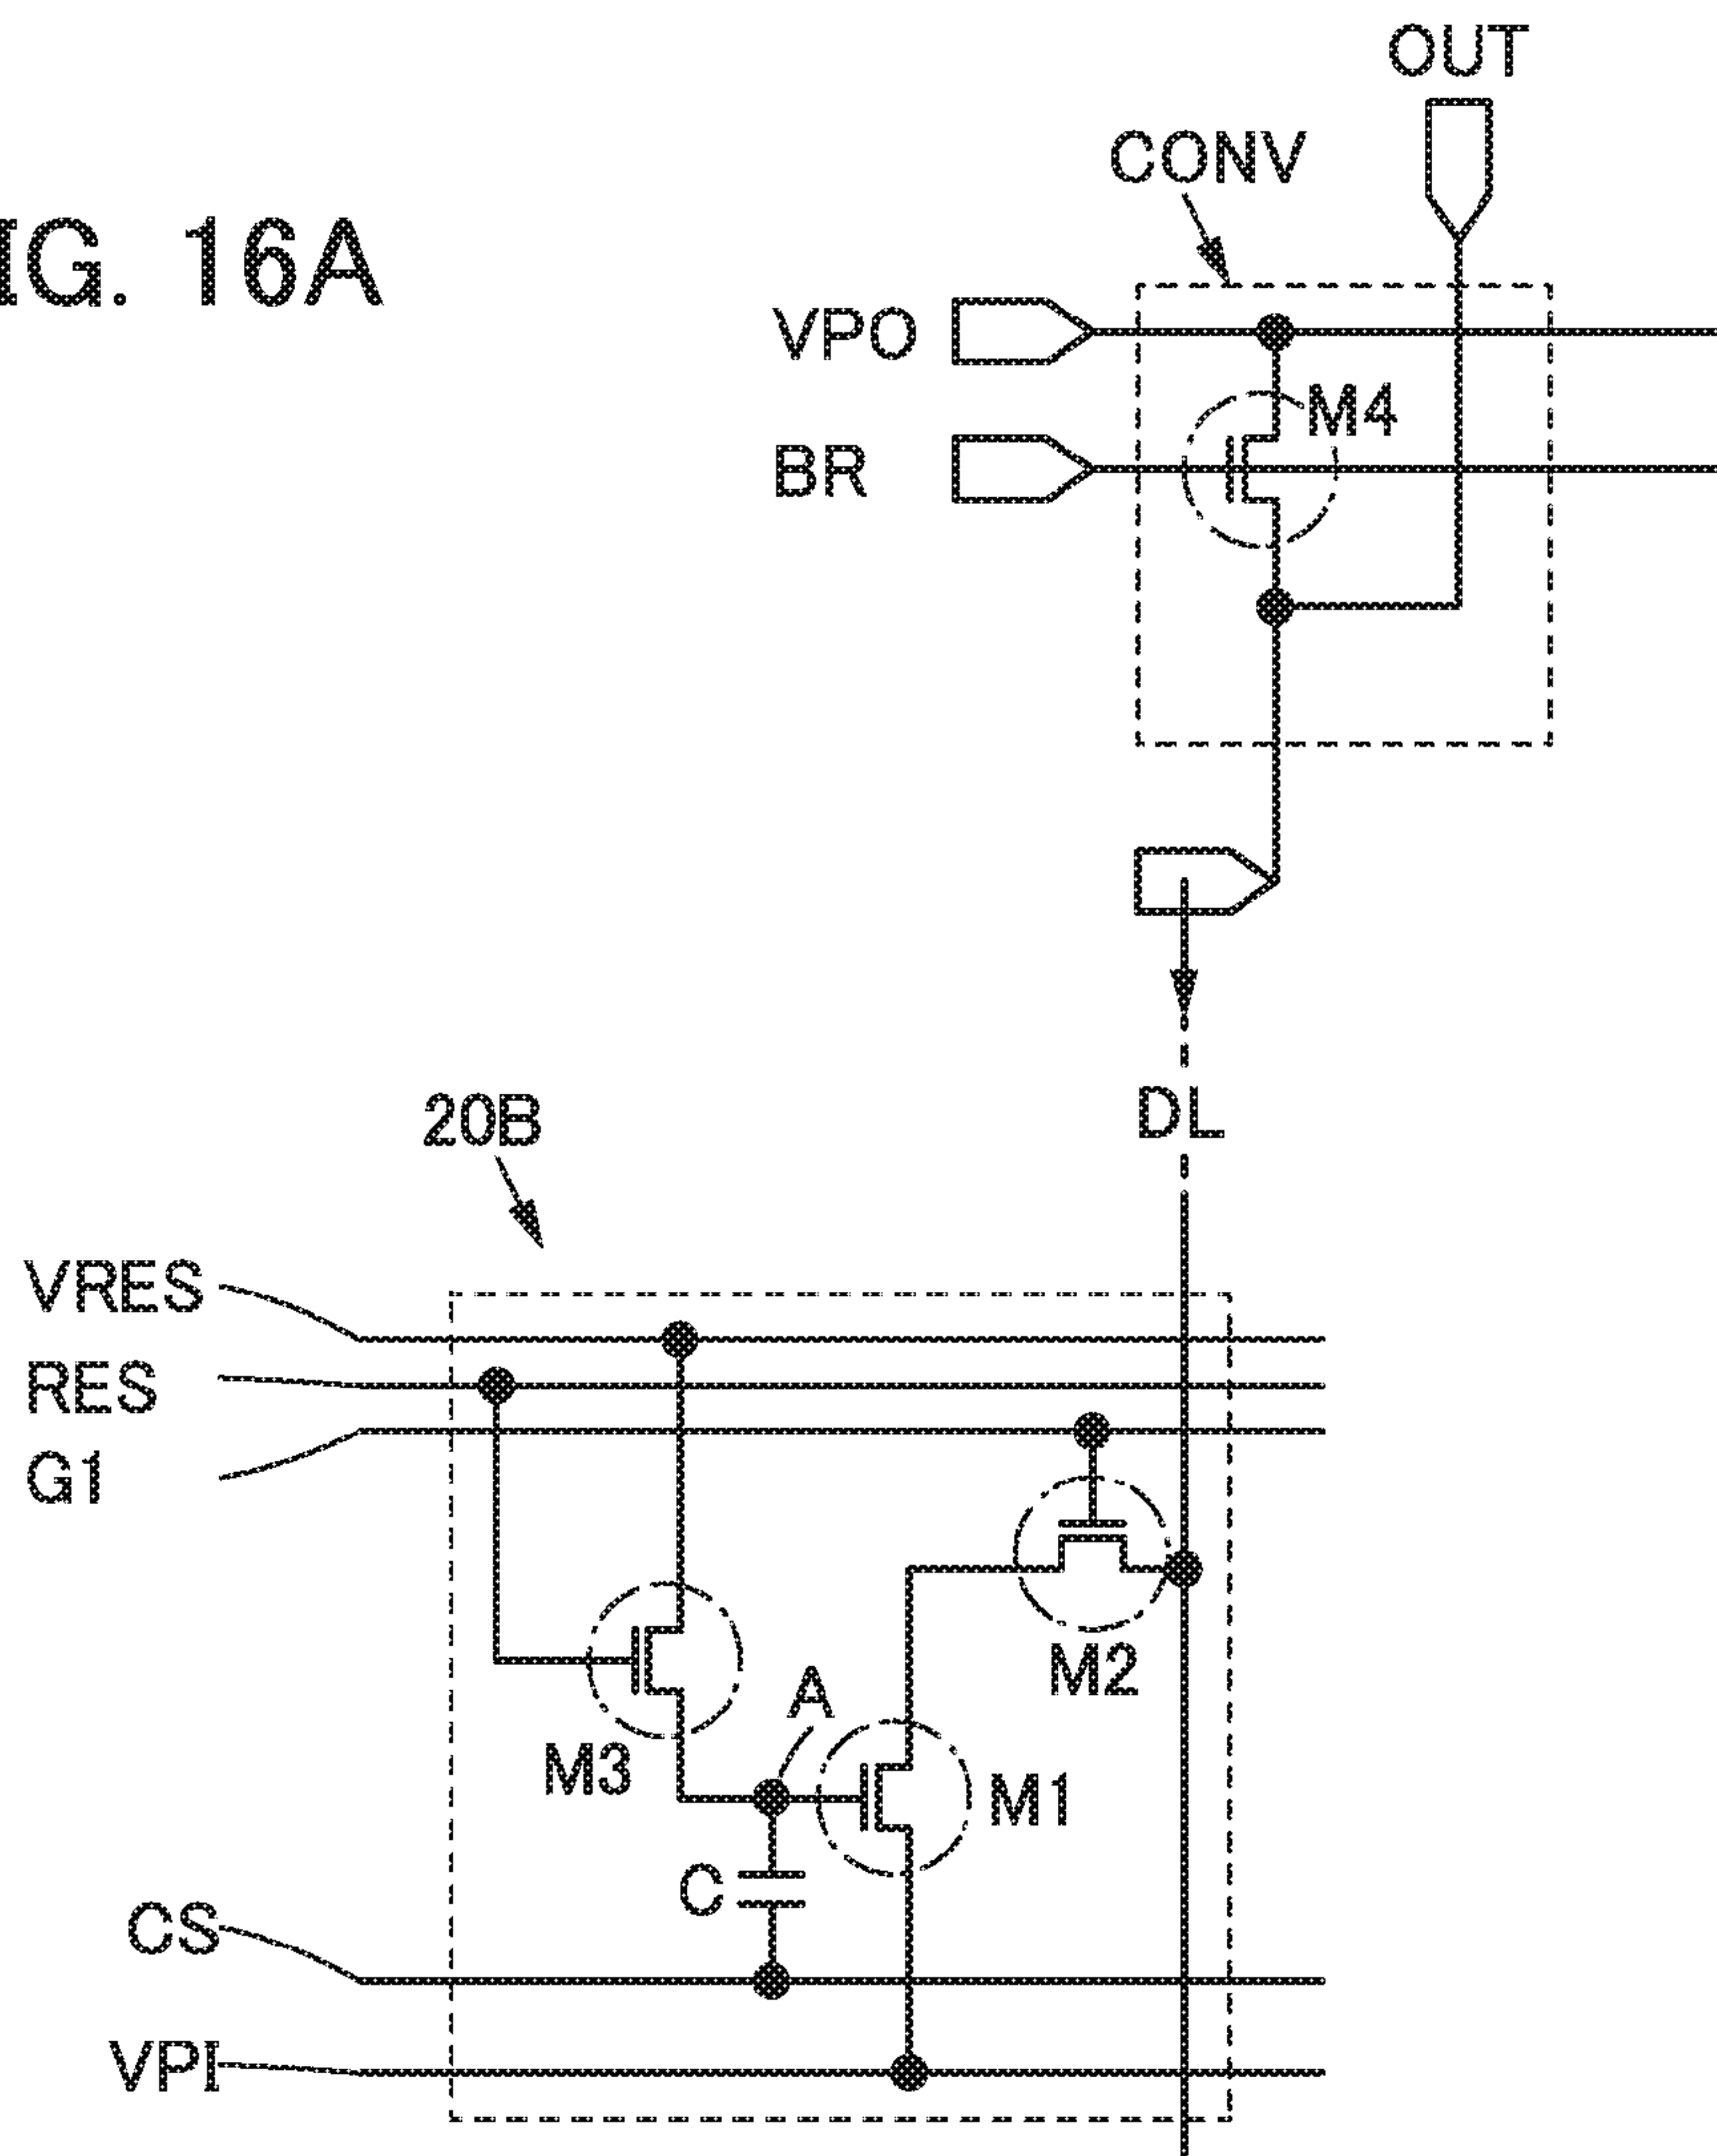 OUT
CONV
IG. 16A
VPO
M4
BR
DL
20B
VRES
RES
G1
M2
A
M3
M1
C
CS
VPI